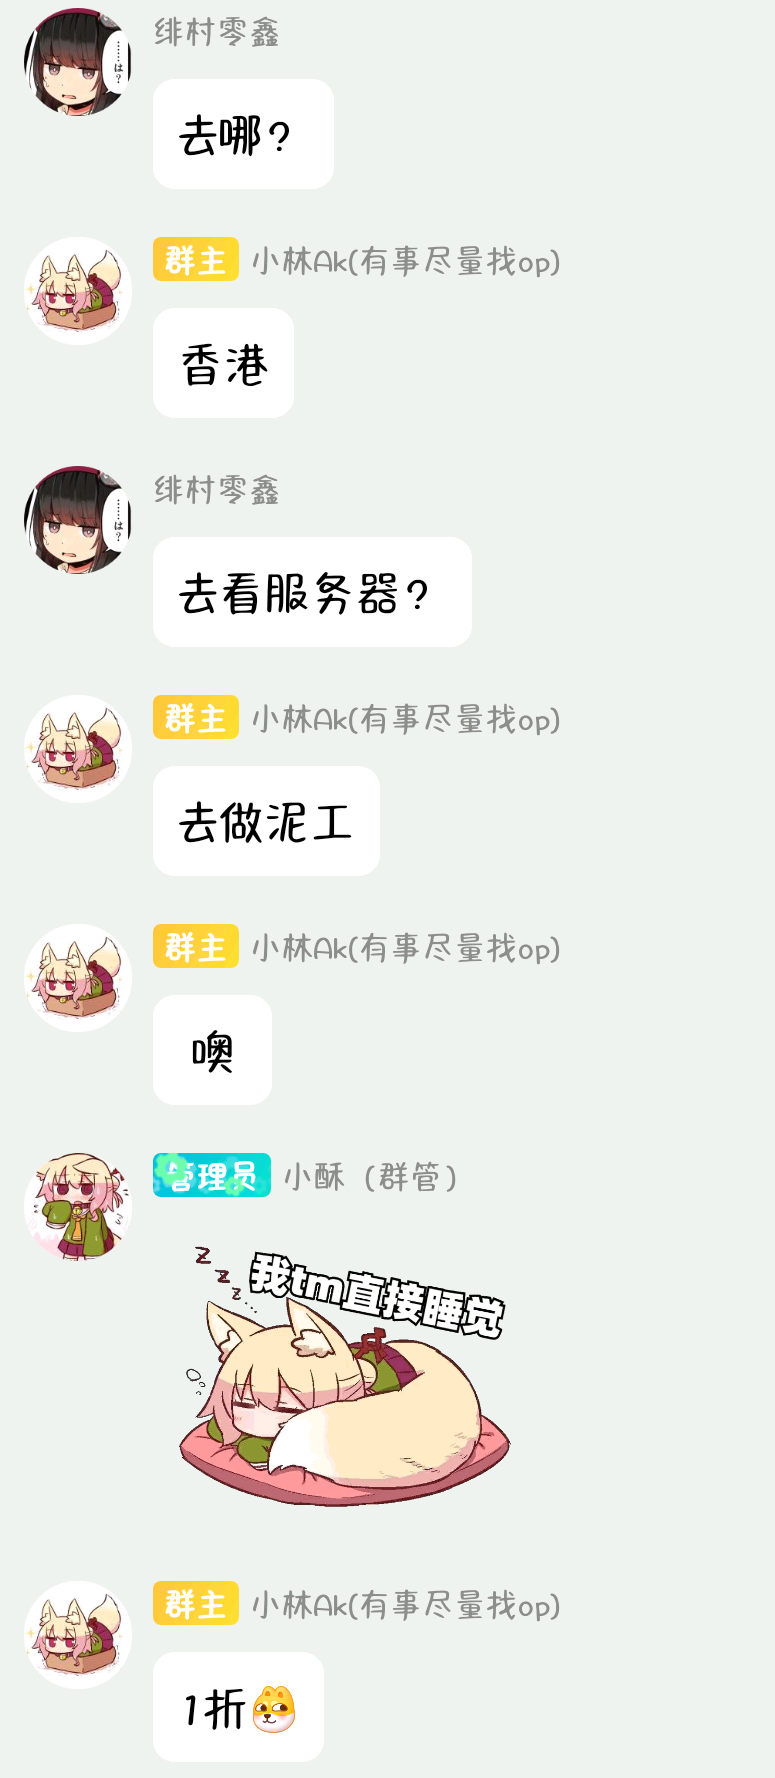 绯村零鑫
……は?
去哪?
群主 小林Ak(有事尽量找op)
香港
绯村零鑫
……は?
去看服务器?
群主 小林Ak(有事尽量找op)
去做泥工
群主 小林Ak(有事尽量找op)
噢
管理员 小酥（群管）
z z z...
我tm直接睡觉
群主 小林Ak(有事尽量找op)
1折